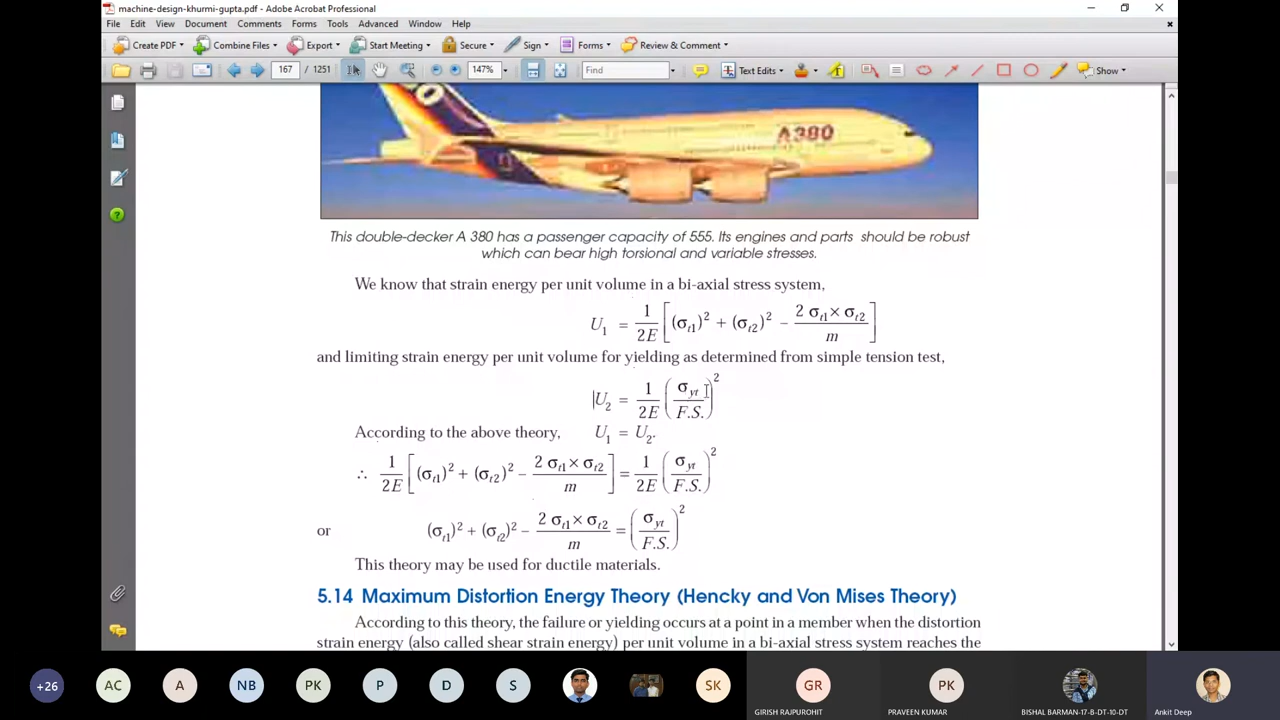 machine-design-khurmi-gupta.pdf - Adobe Acrobat Professional
File Edit View Document Comments Forms Tools Advanced Window Help
Create PDF Combine Files Export Start Meeting Secure Sign Forms Review & Comment
167 / 1251 147% Find Text Edits Show
A380
This double-decker A 380 has a passenger capacity of 555. Its engines and parts should be robust
which can bear high torsional and variable stresses.
We know that strain energy per unit volume in a bi-axial stress system,
U₁ = 1/2E [(σt1)² + (σt2)² − 2 σt1 × σt2 / m]
and limiting strain energy per unit volume for yielding as determined from simple tension test,
U₂ = 1/2E (σyt / F.S.)²
According to the above theory, U₁ = U₂.
∴ 1/2E [(σt1)² + (σt2)² − 2 σt1 × σt2 / m] = 1/2E (σyt / F.S.)²
or (σt1)² + (σt2)² − 2 σt1 × σt2 / m = (σyt / F.S.)²
This theory may be used for ductile materials.
5.14 Maximum Distortion Energy Theory (Hencky and Von Mises Theory)
According to this theory, the failure or yielding occurs at a point in a member when the distortion
strain energy (also called shear strain energy) per unit volume in a bi-axial stress system reaches the
+26 AC A NB PK P D S SK GR PK
GIRISH RAJPUROHIT PRAVEEN KUMAR BISHAL BARMAN-17-B-DT-10-DT Ankit Deep